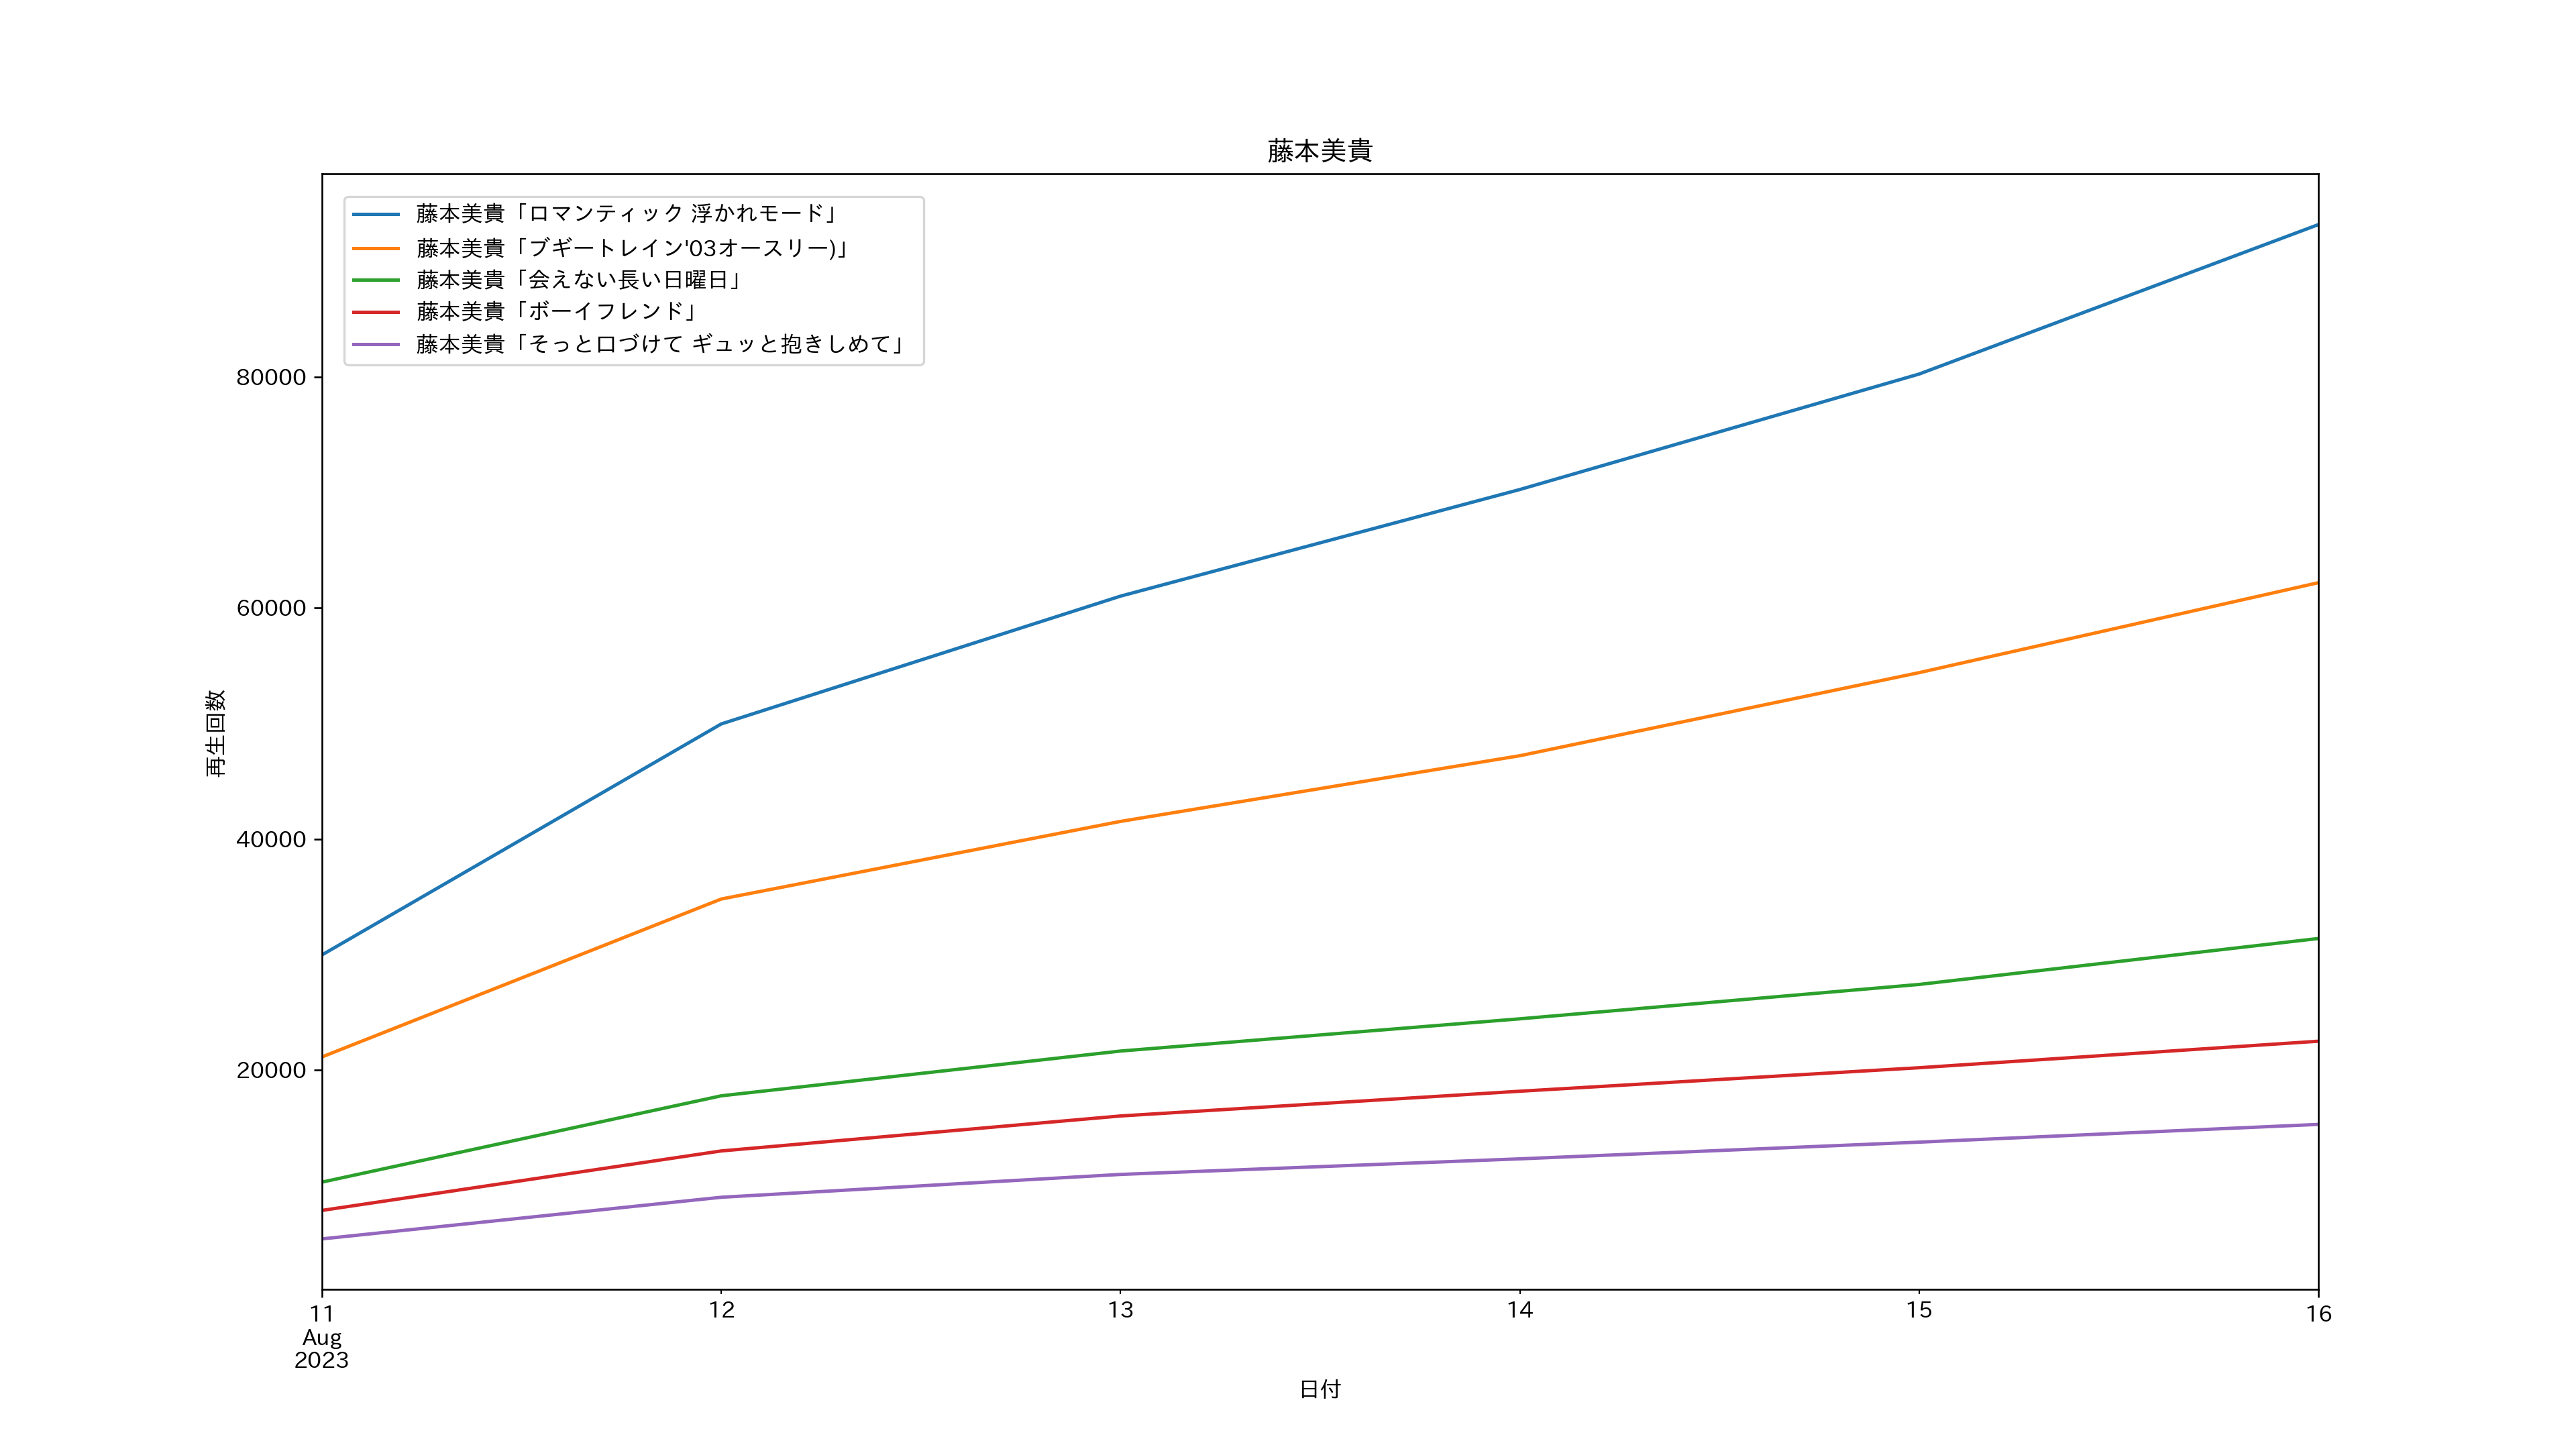 藤本美貴
藤本美貴「ロマンティック 浮かれモード」
藤本美貴「ブギートレイン'03オースリー)」
藤本美貴「会えない長い日曜日」
藤本美貴「ボーイフレンド」
藤本美貴「そっと口づけて ギュッと抱きしめて」
80000
60000
40000
20000
再生回数
11 12 13 14 15 16
Aug
2023
日付